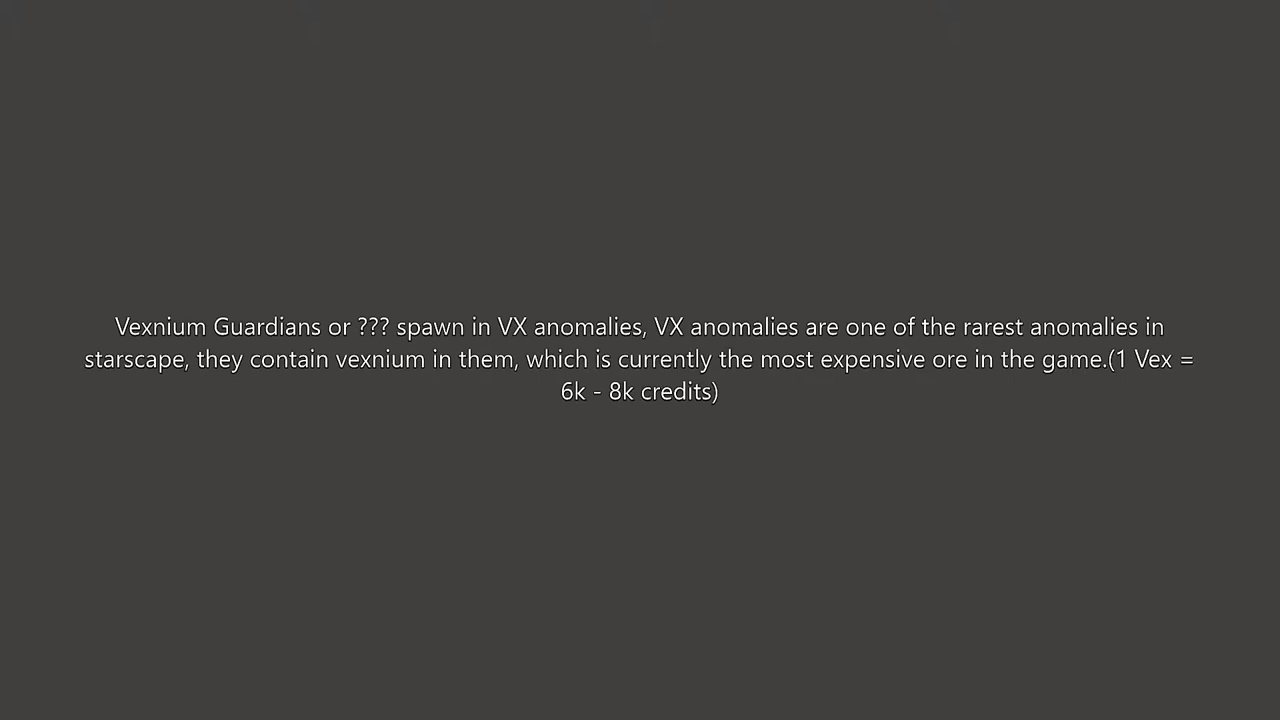 Vexnium Guardians or ??? spawn in VX anomalies, VX anomalies are one of the rarest anomalies in
starscape, they contain vexnium in them, which is currently the most expensive ore in the game.(1 Vex =
6k - 8k credits)